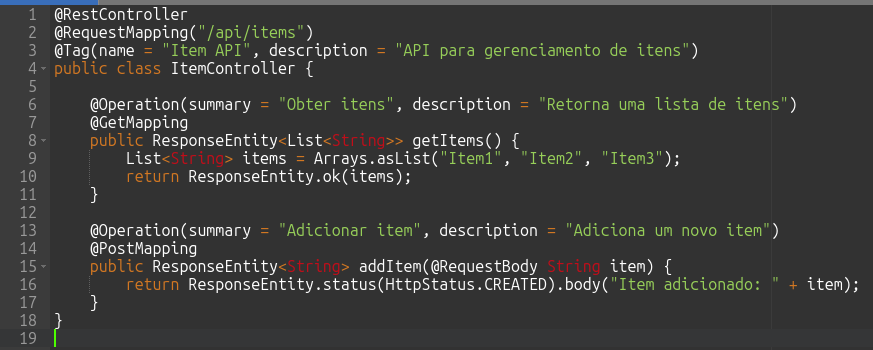 1 @RestController
2 @RequestMapping("/api/items")
3 @Tag(name = "Item API", description = "API para gerenciamento de itens")
4 public class ItemController {
5
6     @Operation(summary = "Obter itens", description = "Retorna uma lista de itens")
7     @GetMapping
8     public ResponseEntity<List<String>> getItems() {
9         List<String> items = Arrays.asList("Item1", "Item2", "Item3");
10         return ResponseEntity.ok(items);
11     }
12
13     @Operation(summary = "Adicionar item", description = "Adiciona um novo item")
14     @PostMapping
15     public ResponseEntity<String> addItem(@RequestBody String item) {
16         return ResponseEntity.status(HttpStatus.CREATED).body("Item adicionado: " + item);
17     }
18 }
19